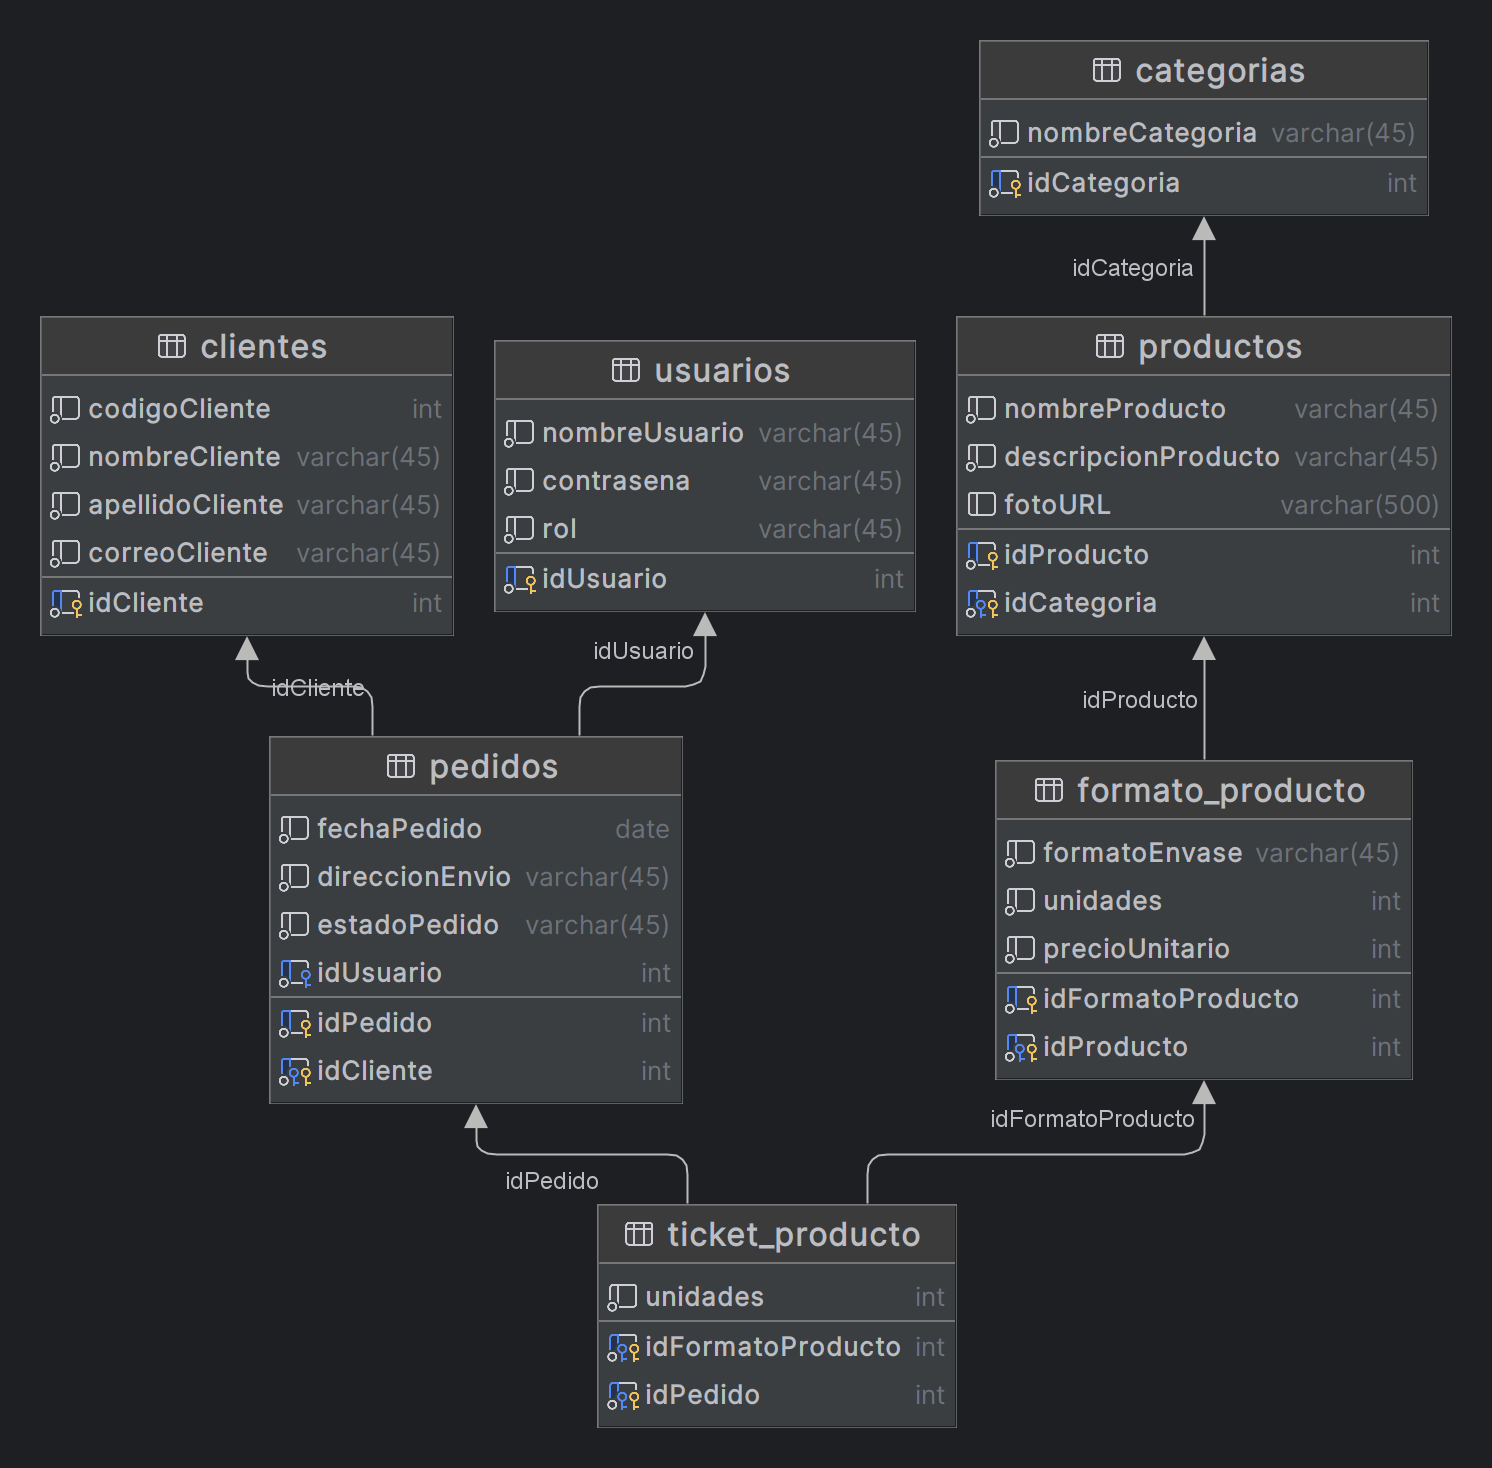 categorias
nombreCategoria varchar(45)
idCategoria int
idCategoria
clientes
codigoCliente int
nombreCliente varchar(45)
apellidoCliente varchar(45)
correoCliente varchar(45)
idCliente int
usuarios
nombreUsuario varchar(45)
contrasena varchar(45)
rol varchar(45)
idUsuario int
productos
nombreProducto varchar(45)
descripcionProducto varchar(45)
fotoURL varchar(500)
idProducto int
idCategoria int
idCliente
idUsuario
idProducto
pedidos
fechaPedido date
direccionEnvio varchar(45)
estadoPedido varchar(45)
idUsuario int
idPedido int
idCliente int
formato_producto
formatoEnvase varchar(45)
unidades int
precioUnitario int
idFormatoProducto int
idProducto int
idPedido
idFormatoProducto
ticket_producto
unidades int
idFormatoProducto int
idPedido int